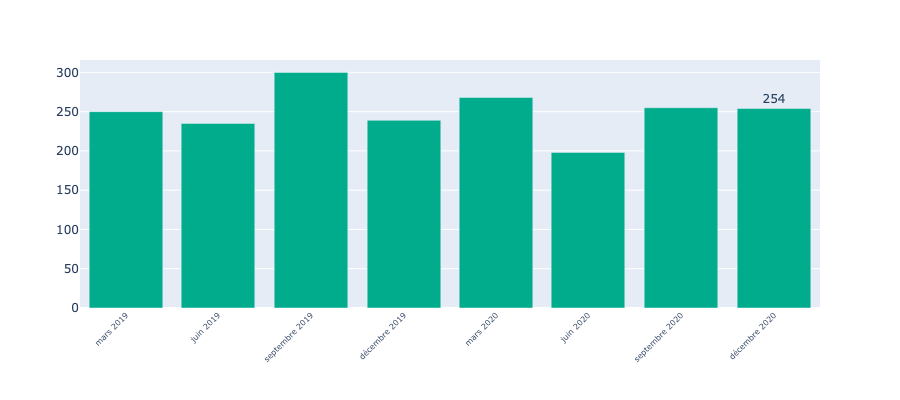 300
250
200
150
100
50
0
254
mars 2019
juin 2019
septembre 2019
décembre 2019
mars 2020
juin 2020
septembre 2020
décembre 2020